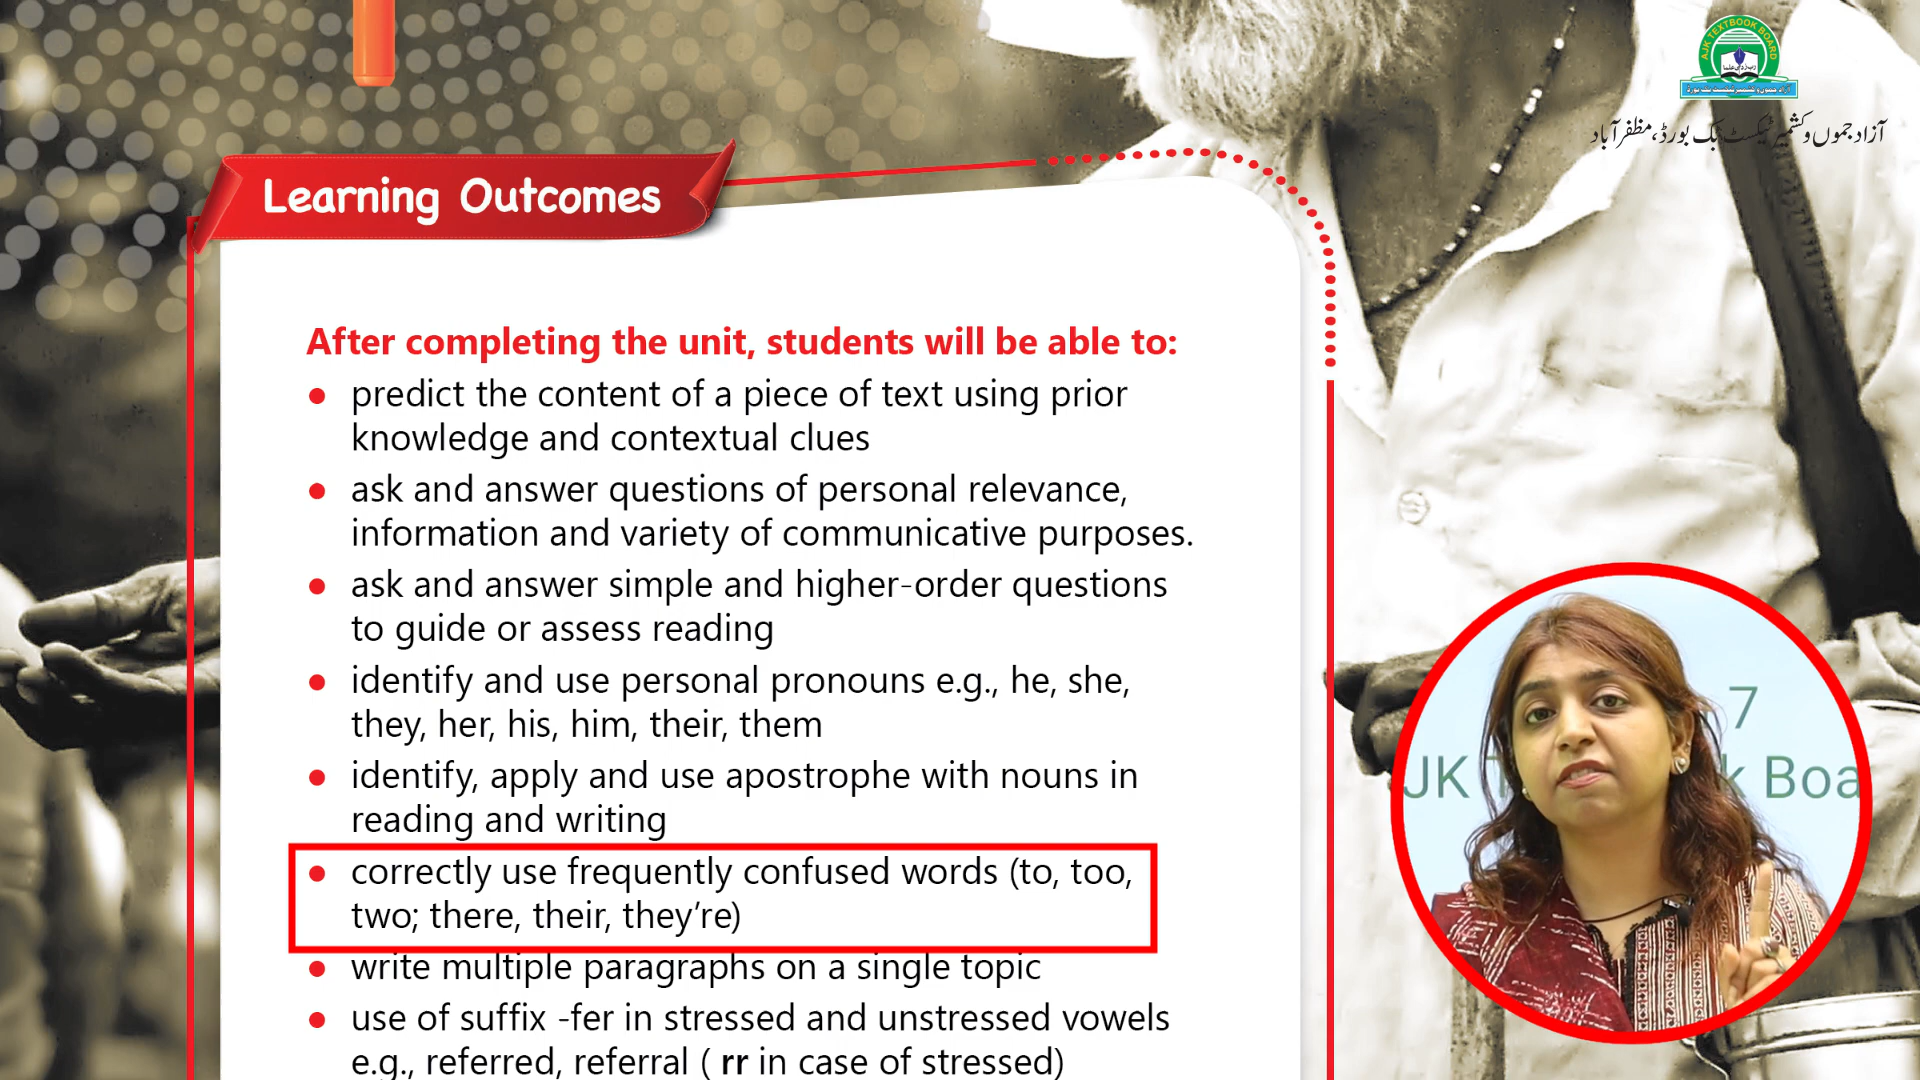 AJK TEXTBOOK BOARD
آزاد جموں و کشمیر ٹیکسٹ بک بورڈ، مظفر آباد
Learning Outcomes
After completing the unit, students will be able to:
● predict the content of a piece of text using prior
knowledge and contextual clues
● ask and answer questions of personal relevance,
information and variety of communicative purposes.
● ask and answer simple and higher-order questions
to guide or assess reading
● identify and use personal pronouns e.g., he, she,
they, her, his, him, their, them
● identify, apply and use apostrophe with nouns in
reading and writing
● correctly use frequently confused words (to, too,
two; there, their, they’re)
● write multiple paragraphs on a single topic
● use of suffix -fer in stressed and unstressed vowels
e.g., referred, referral ( rr in case of stressed)
7
JK T k Boa